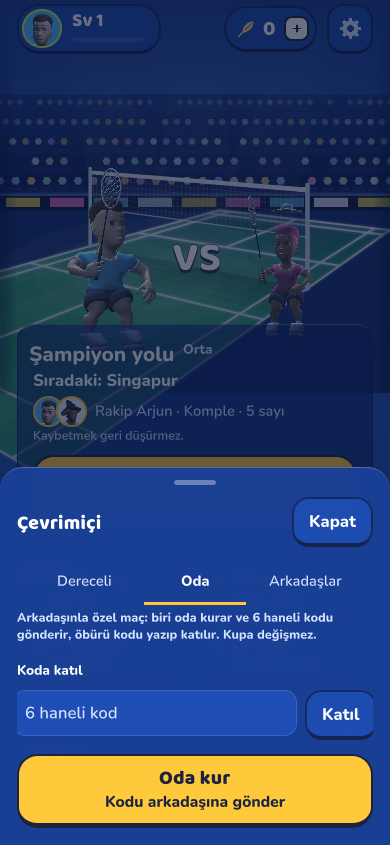 Sv 1
0
+
VS
Şampiyon yolu Orta
Sıradaki: Singapur
Rakip Arjun · Komple · 5 sayı
Kaybetmek geri düşürmez.
Çevrimiçi
Kapat
Dereceli Oda Arkadaşlar
Arkadaşınla özel maç: biri oda kurar ve 6 haneli kodu
gönderir, öbürü kodu yazıp katılır. Kupa değişmez.
Koda katıl
6 haneli kod
Katıl
Oda kur
Kodu arkadaşına gönder